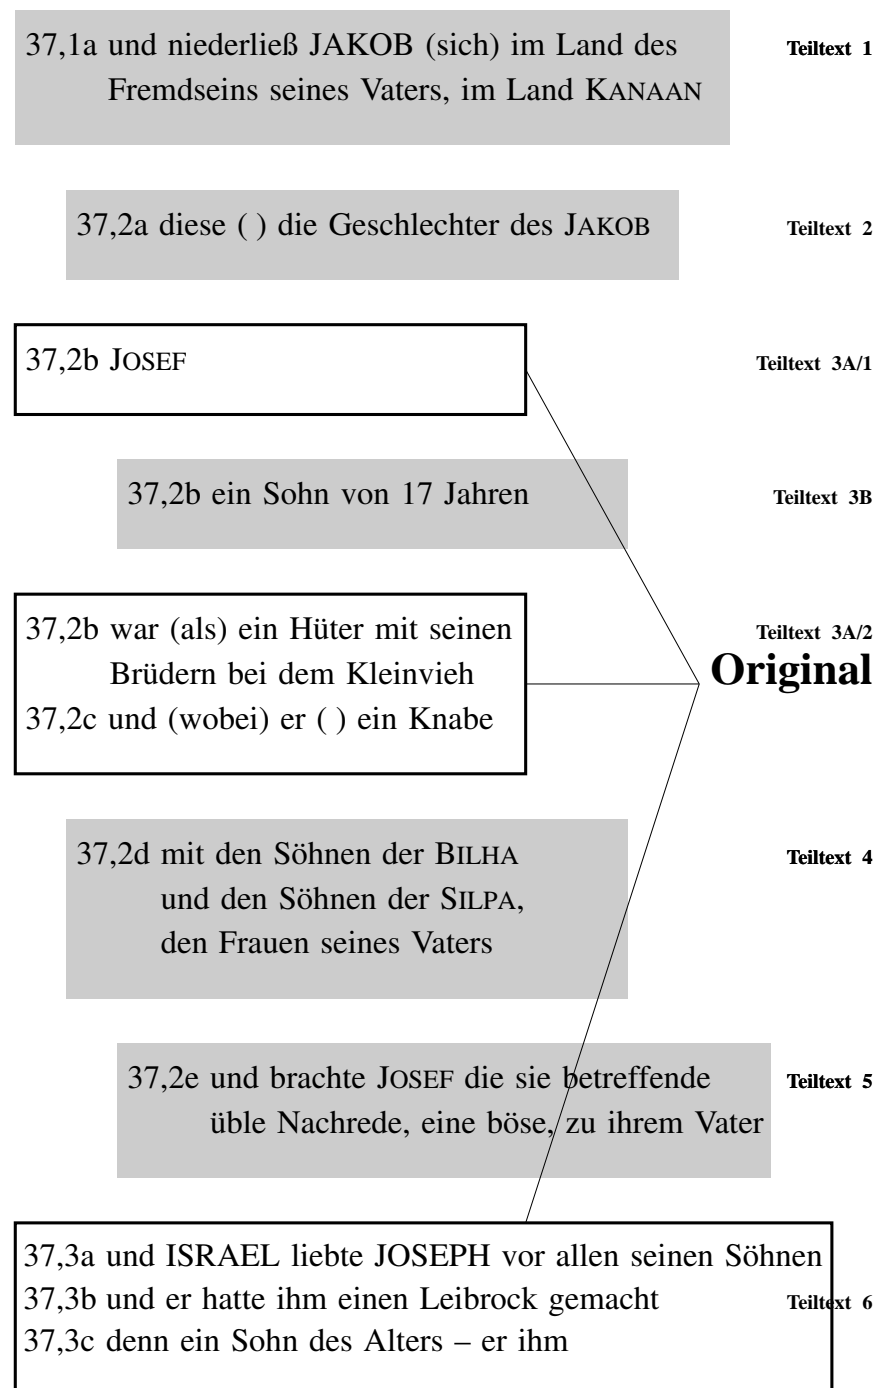 37,1a und niederließ JAKOB (sich) im Land des Teiltext 1
Fremdseins seines Vaters, im Land KANAAN
37,2a diese ( ) die Geschlechter des JAKOB Teiltext 2
37,2b JOSEF Teiltext 3A/1
37,2b ein Sohn von 17 Jahren Teiltext 3B
37,2b war (als) ein Hüter mit seinen Teiltext 3A/2
Brüdern bei dem Kleinvieh Original
37,2c und (wobei) er ( ) ein Knabe
37,2d mit den Söhnen der BILHA Teiltext 4
und den Söhnen der SILPA,
den Frauen seines Vaters
37,2e und brachte JOSEF die sie betreffende Teiltext 5
üble Nachrede, eine böse, zu ihrem Vater
37,3a und ISRAEL liebte JOSEPH vor allen seinen Söhnen
37,3b und er hatte ihm einen Leibrock gemacht Teiltext 6
37,3c denn ein Sohn des Alters – er ihm